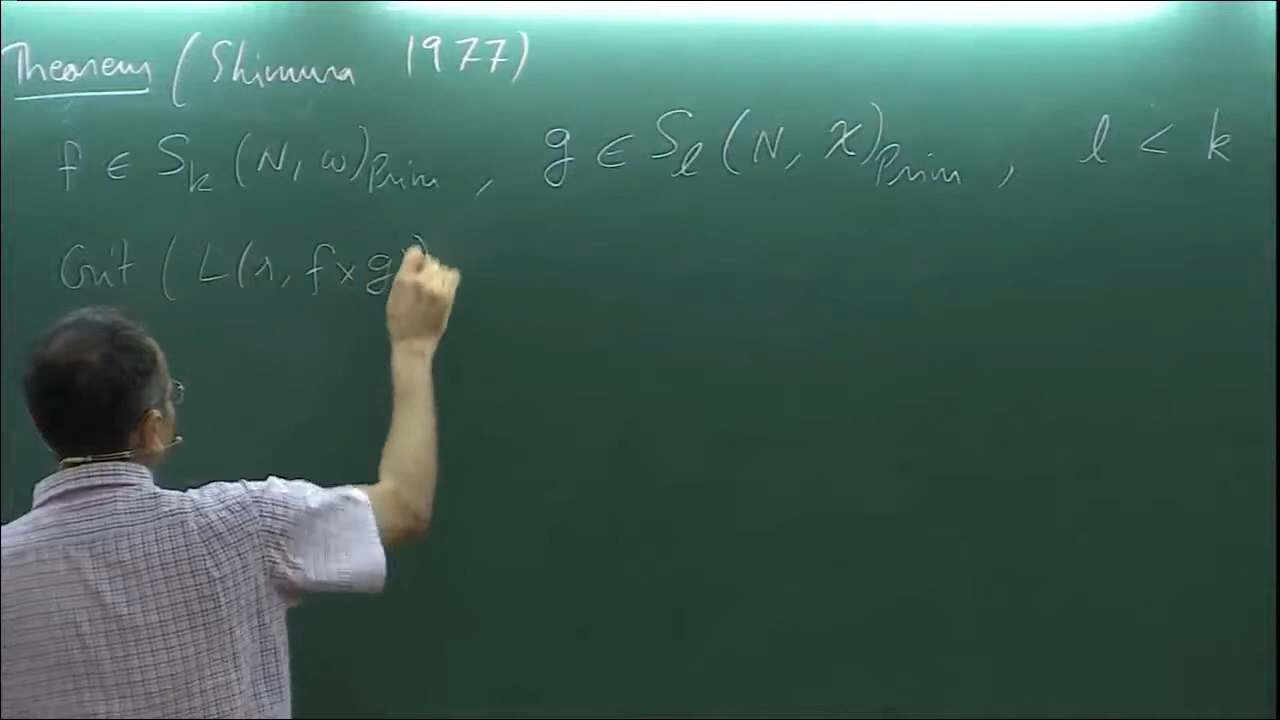 Theorem (Shimura 1977)
f ∈ S_k (N, ω)_Prim , g ∈ S_l (N, χ)_Prim , l < k
Crit ( L(s, f × g)